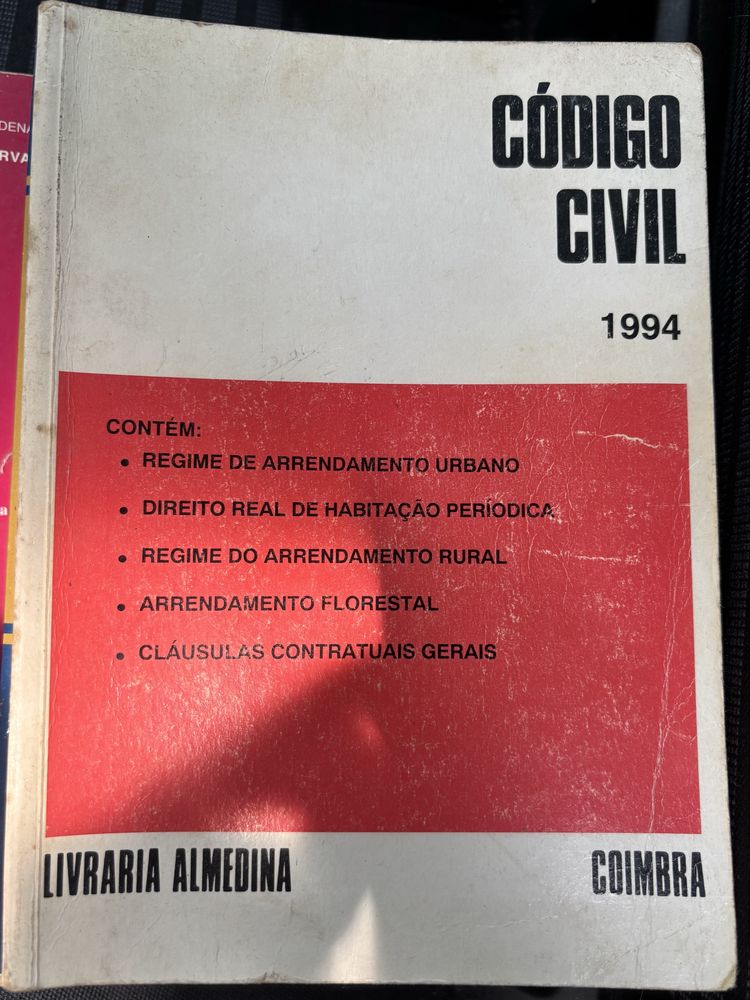 CÓDIGO
CIVIL
1994
CONTÉM:
• REGIME DE ARRENDAMENTO URBANO
• DIREITO REAL DE HABITAÇÃO PERÍODICA
• REGIME DO ARRENDAMENTO RURAL
• ARRENDAMENTO FLORESTAL
• CLÁUSULAS CONTRATUAIS GERAIS
LIVRARIA ALMEDINA
COIMBRA